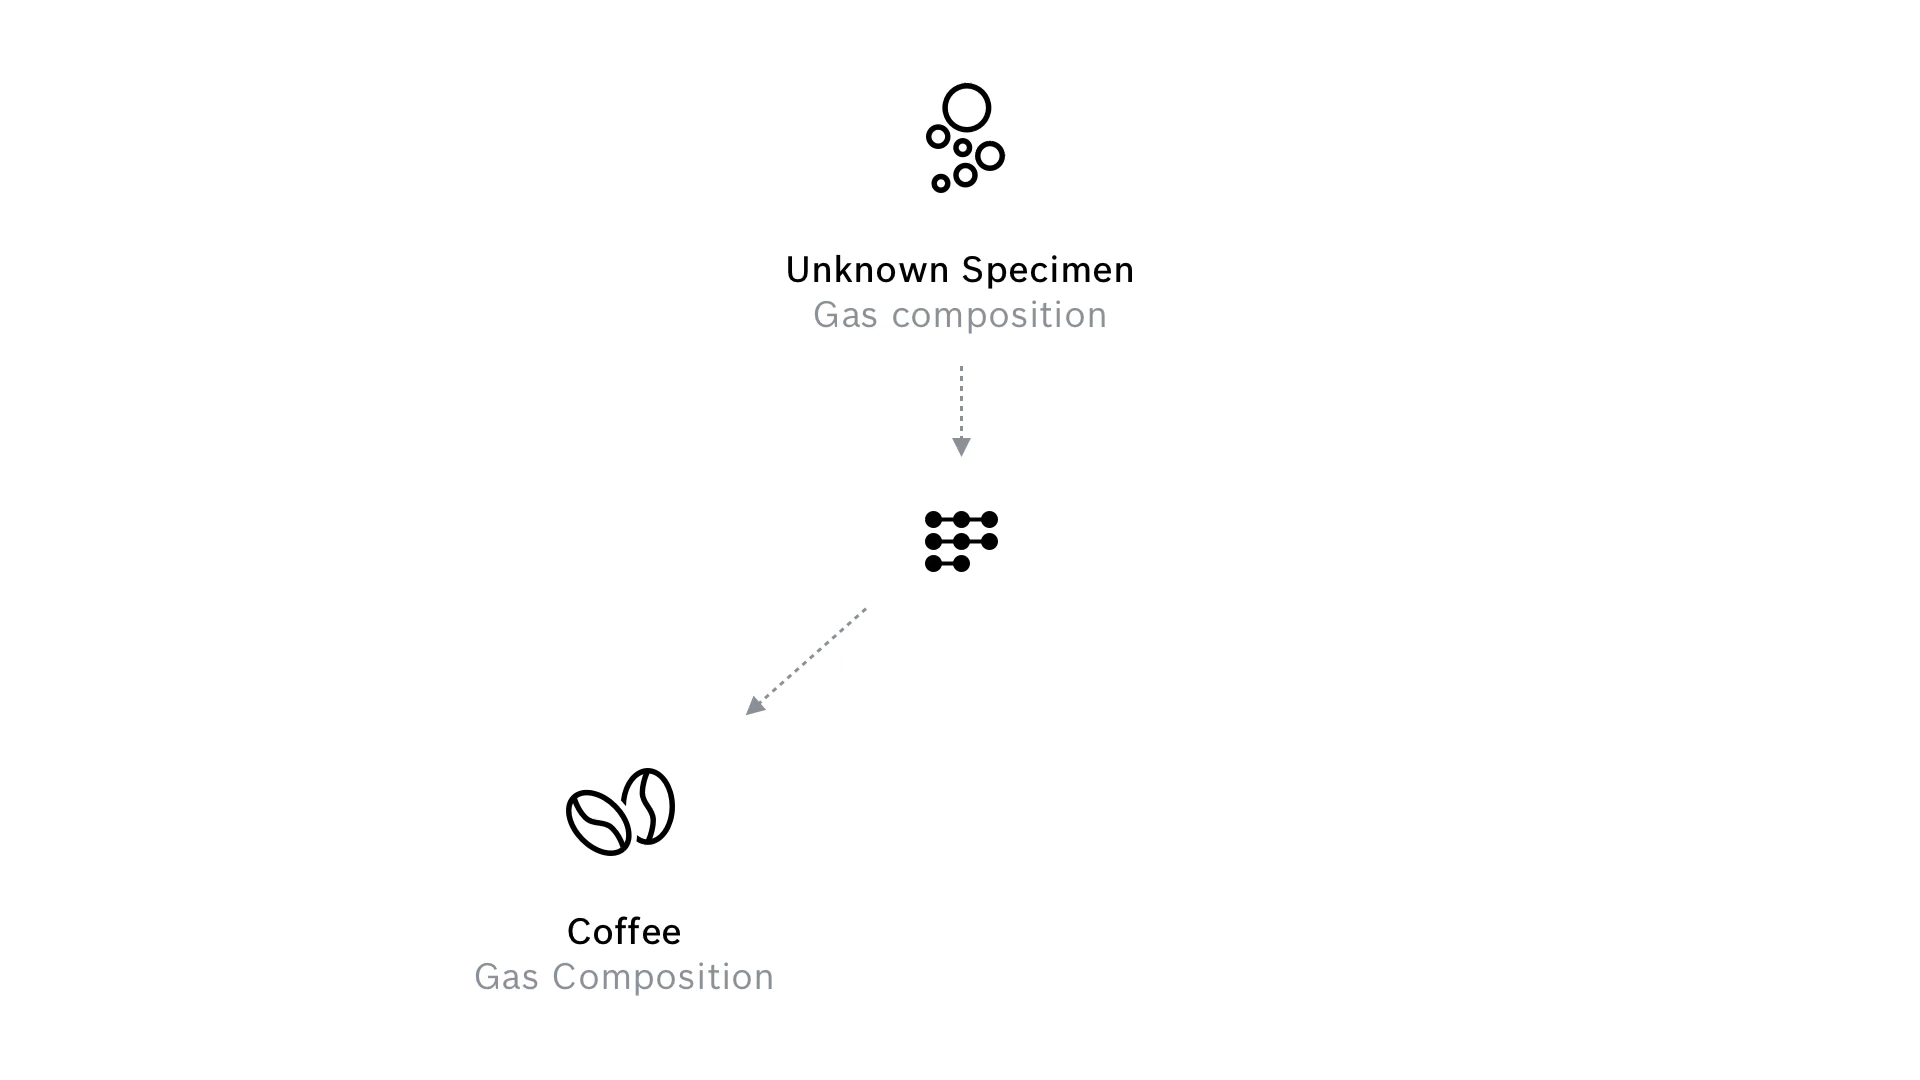 Unknown Specimen
Gas composition
Coffee
Gas Composition